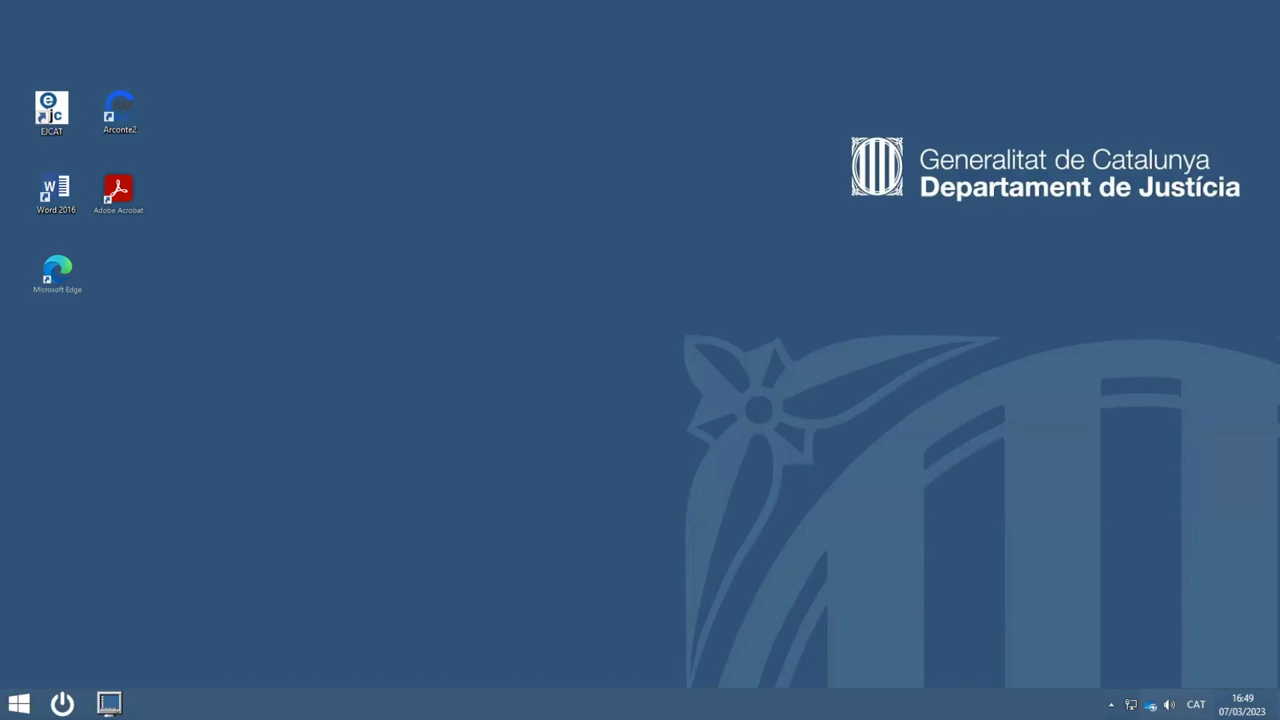 e
jc
EJCAT
Arconte2
W
Word 2016
Adobe Acrobat
Microsoft Edge
Generalitat de Catalunya
Departament de Justícia
CAT
16:49
07/03/2023